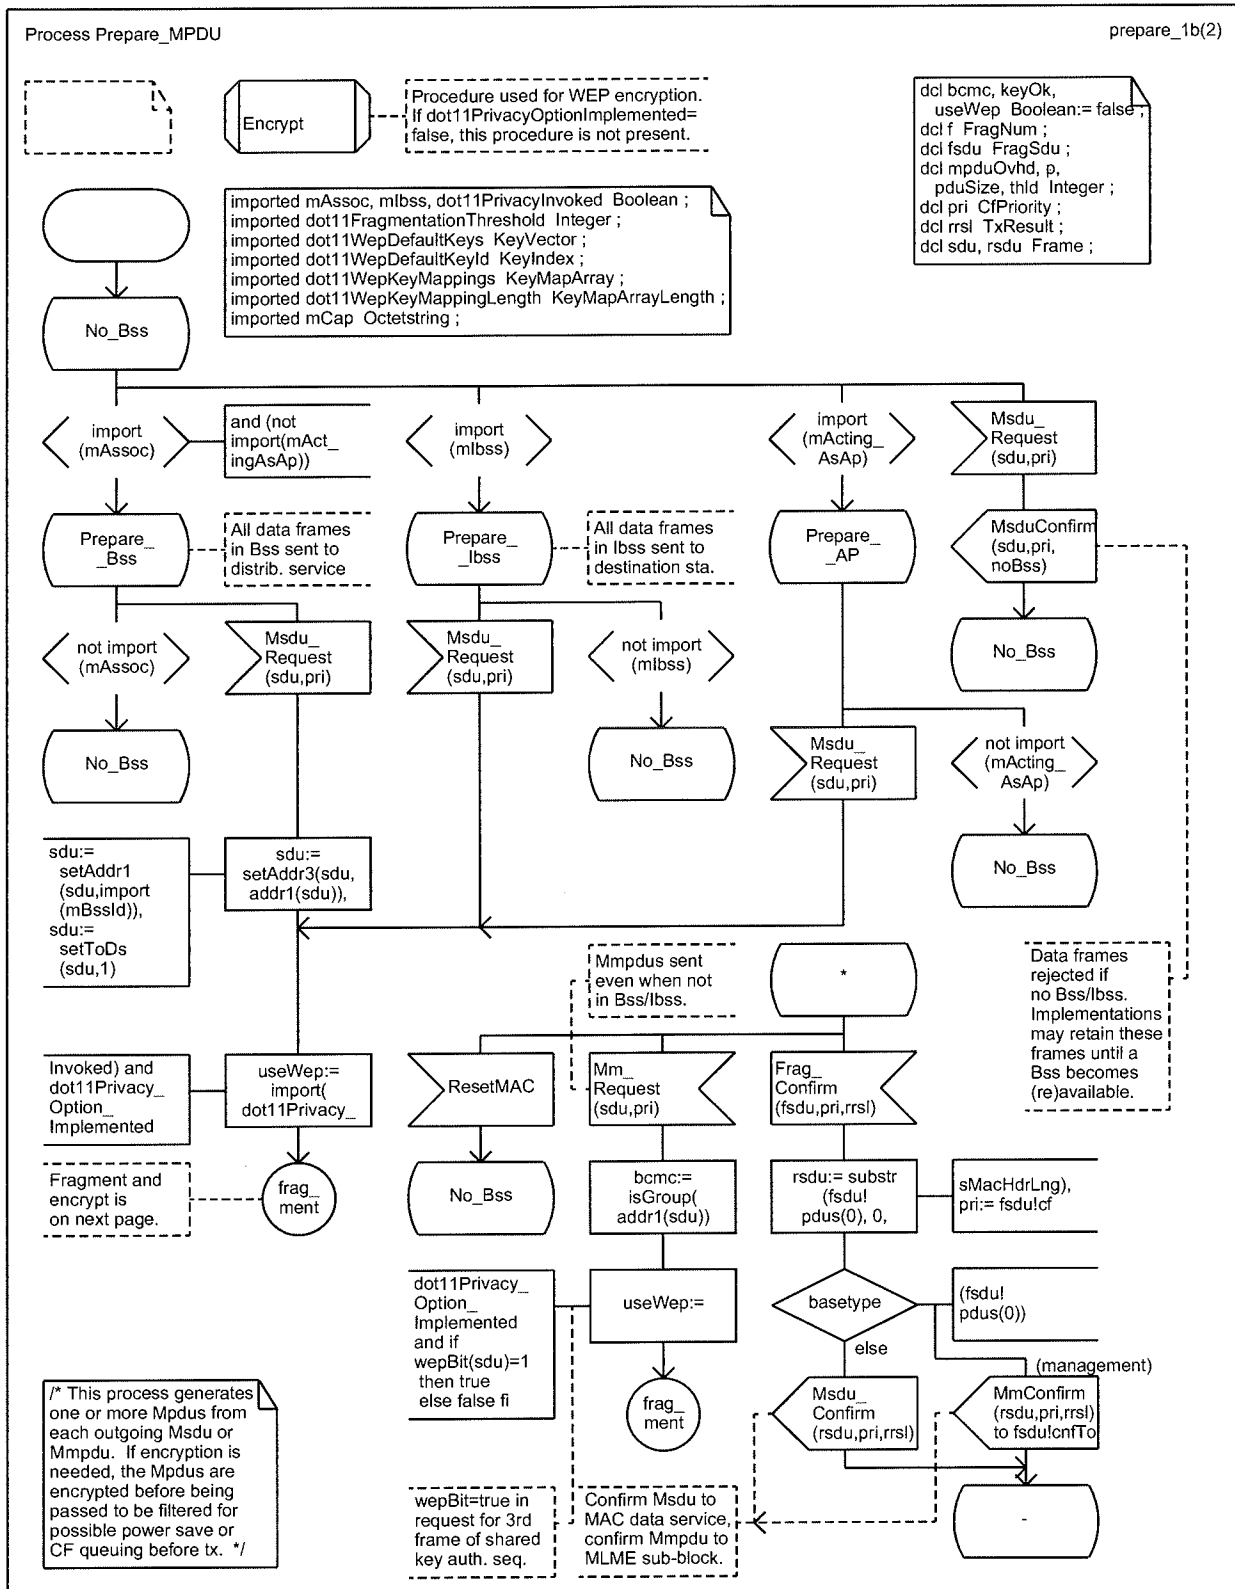 Process Prepare_MPDU
prepare_1b(2)
Encrypt
Procedure used for WEP encryption.
If dot11PrivacyOptionImplemented=
false, this procedure is not present.
dcl bcmc, keyOk,
useWep Boolean:= false ;
dcl f FragNum ;
dcl fsdu FragSdu ;
dcl mpduOvhd, p,
pduSize, thld Integer ;
dcl pri CfPriority ;
dcl rrsl TxResult ;
dcl sdu, rsdu Frame ;
imported mAssoc, mIbss, dot11PrivacyInvoked Boolean ;
imported dot11FragmentationThreshold Integer ;
imported dot11WepDefaultKeys KeyVector ;
imported dot11WepDefaultKeyId KeyIndex ;
imported dot11WepKeyMappings KeyMapArray ;
imported dot11WepKeyMappingLength KeyMapArrayLength ;
imported mCap Octetstring ;
No_Bss
import
(mAssoc)
and (not
import(mAct_
ingAsAp))
import
(mIbss)
import
(mActing_
AsAp)
Msdu_
Request
(sdu,pri)
Prepare_
_Bss
All data frames
in Bss sent to
distrib. service
Prepare_
_Ibss
All data frames
in Ibss sent to
destination sta.
Prepare_
_AP
MsduConfirm
(sdu,pri,
noBss)
not import
(mAssoc)
Msdu_
Request
(sdu,pri)
Msdu_
Request
(sdu,pri)
not import
(mIbss)
No_Bss
No_Bss
No_Bss
Msdu_
Request
(sdu,pri)
not import
(mActing_
AsAp)
No_Bss
sdu:=
setAddr1
(sdu,import
(mBssId)),
sdu:=
setToDs
(sdu,1)
sdu:=
setAddr3(sdu,
addr1(sdu)),
Mmpdus sent
even when not
in Bss/Ibss.
*
Data frames
rejected if
no Bss/Ibss.
Implementations
may retain these
frames until a
Bss becomes
(re)available.
Invoked) and
dot11Privacy_
Option_
Implemented
useWep:=
import(
dot11Privacy_
ResetMAC
Mm_
Request
(sdu,pri)
Frag_
Confirm
(fsdu,pri,rrsl)
Fragment and
encrypt is
on next page.
frag_
ment
No_Bss
bcmc:=
isGroup(
addr1(sdu))
rsdu:= substr
(fsdu!
pdus(0), 0,
sMacHdrLng),
pri:= fsdu!cf
dot11Privacy_
Option_
Implemented
and if
wepBit(sdu)=1
then true
else false fi
useWep:=
basetype
(fsdu!
pdus(0))
else
(management)
frag_
ment
Msdu_
Confirm
(rsdu,pri,rrsl)
MmConfirm
(rsdu,pri,rrsl)
to fsdu!cnfTo
/* This process generates
one or more Mpdus from
each outgoing Msdu or
Mmpdu. If encryption is
needed, the Mpdus are
encrypted before being
passed to be filtered for
possible power save or
CF queuing before tx. */
wepBit=true in
request for 3rd
frame of shared
key auth. seq.
Confirm Msdu to
MAC data service,
confirm Mmpdu to
MLME sub-block.
-